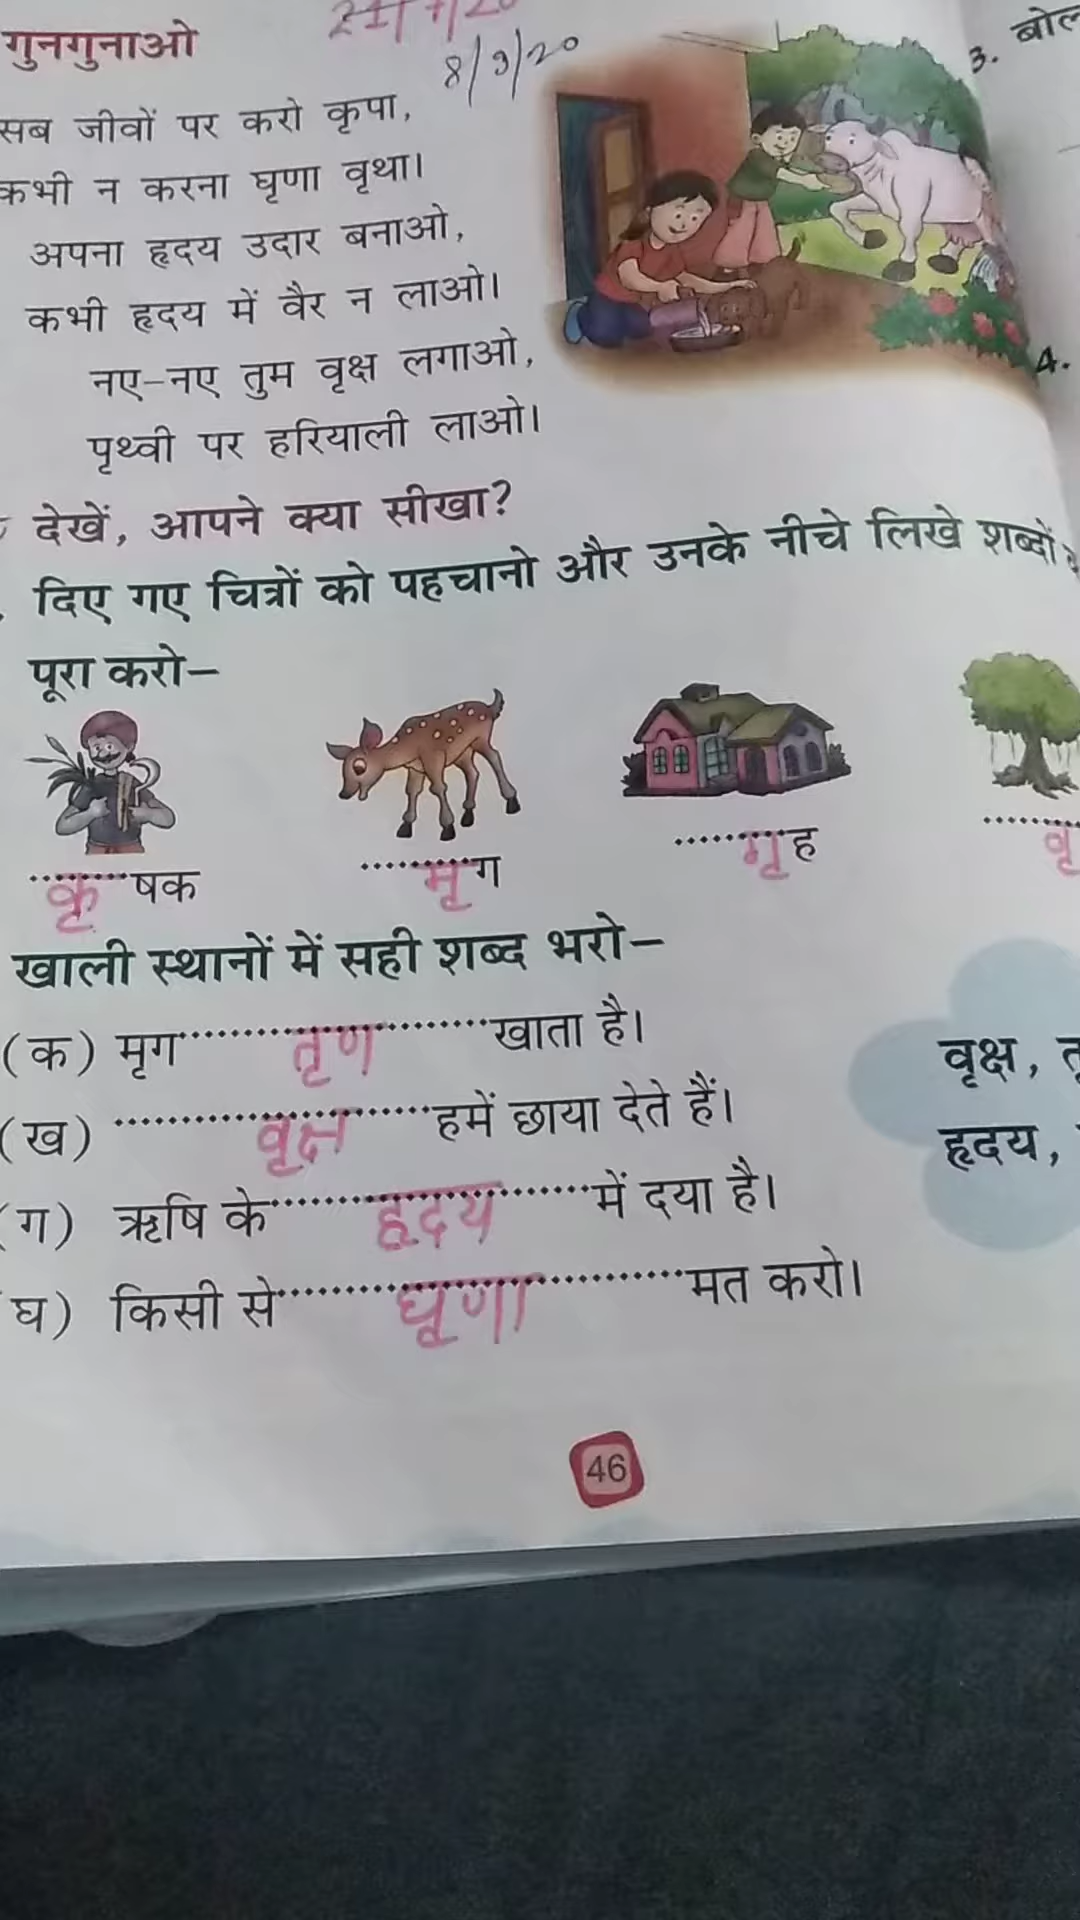 गुनगुनाओ
8/9/20
सब जीवों पर करो कृपा,
कभी न करना घृणा वृथा।
अपना हृदय उदार बनाओ,
कभी हृदय में वैर न लाओ।
नए-नए तुम वृक्ष लगाओ,
पृथ्वी पर हरियाली लाओ।
देखें, आपने क्या सीखा?
दिए गए चित्रों को पहचानो और उनके नीचे लिखे शब्दों
पूरा करो—
कृषक मृग गृह वृ
खाली स्थानों में सही शब्द भरो—
(क) मृग तृण खाता है।
(ख) वृक्ष हमें छाया देते हैं।
(ग) ऋषि के हृदय में दया है।
घ) किसी से घृणा मत करो।
वृक्ष,
हृदय,
46
3.
4.